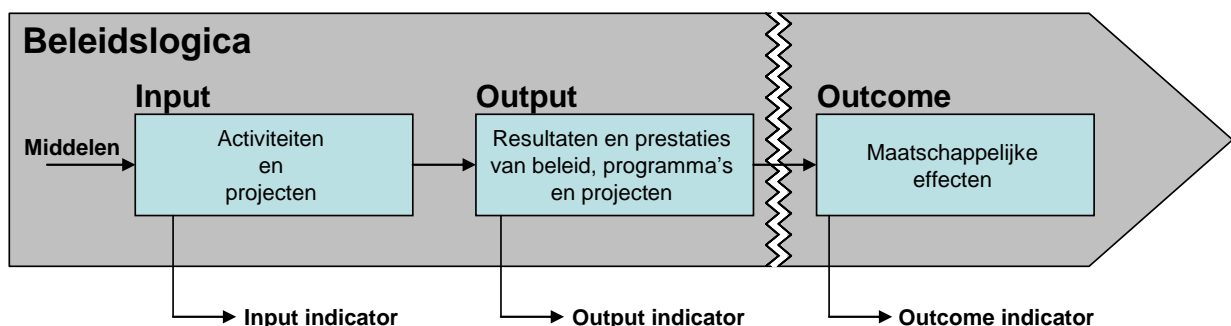 Beleidslogica
Input
Output
Outcome
Middelen
Activiteiten
en
projecten
Resultaten en prestaties
van beleid, programma's
en projecten
Maatschappelijke
effecten
Input indicator
Output indicator
Outcome indicator